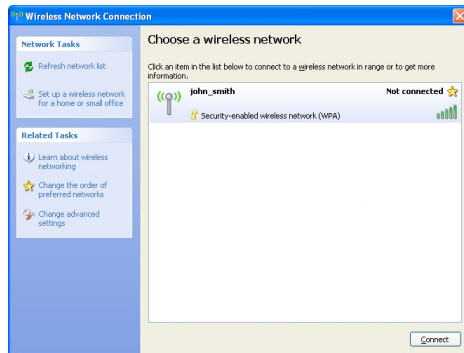 Wireless Network Connection
Network Tasks
Refresh network list
Set up a wireless network
for a home or small office
Related Tasks
Learn about wireless
networking
Change the order of
preferred networks
Change advanced
settings
Choose a wireless network
Click an item in the list below to connect to a wireless network in range or to get more
information.
john_smith
Not connected
Security-enabled wireless network (WPA)
Connect